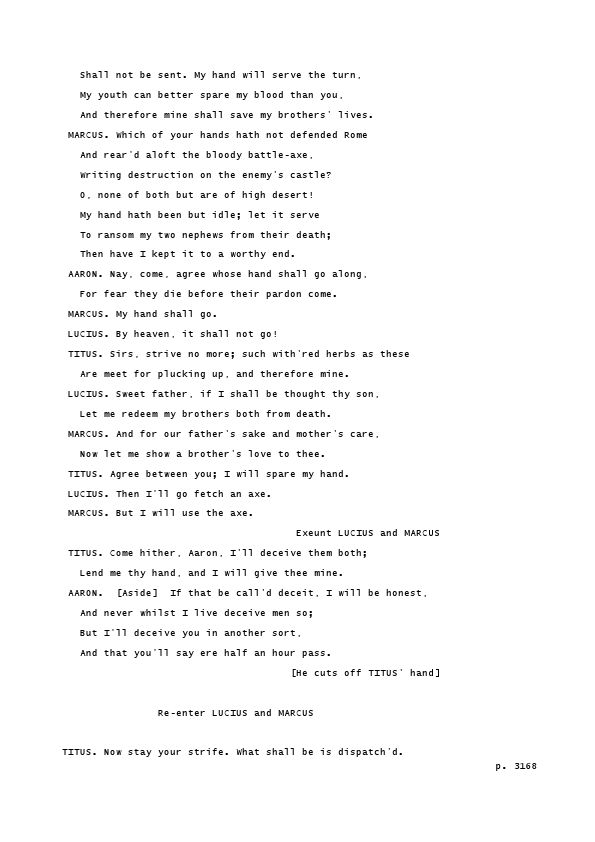 Shall not be sent. My hand will serve the turn,
My youth can better spare my blood than you,
And therefore mine shall save my brothers' lives.
MARCUS. Which of your hands hath not defended Rome
And rear'd aloft the bloody battle-axe,
Writing destruction on the enemy's castle?
O, none of both but are of high desert!
My hand hath been but idle; let it serve
To ransom my two nephews from their death;
Then have I kept it to a worthy end.
AARON. Nay, come, agree whose hand shall go along,
For fear they die before their pardon come.
MARCUS. My hand shall go.
LUCIUS. By heaven, it shall not go!
TITUS. Sirs, strive no more; such with'red herbs as these
Are meet for plucking up, and therefore mine.
LUCIUS. Sweet father, if I shall be thought thy son,
Let me redeem my brothers both from death.
MARCUS. And for our father's sake and mother's care,
Now let me show a brother's love to thee.
TITUS. Agree between you; I will spare my hand.
LUCIUS. Then I'll go fetch an axe.
MARCUS. But I will use the axe.
Exeunt LUCIUS and MARCUS
TITUS. Come hither, Aaron, I'll deceive them both;
Lend me thy hand, and I will give thee mine.
AARON.  [Aside]  If that be call'd deceit, I will be honest,
And never whilst I live deceive men so;
But I'll deceive you in another sort,
And that you'll say ere half an hour pass.
[He cuts off TITUS' hand]
Re-enter LUCIUS and MARCUS
TITUS. Now stay your strife. What shall be is dispatch'd.
p. 3168